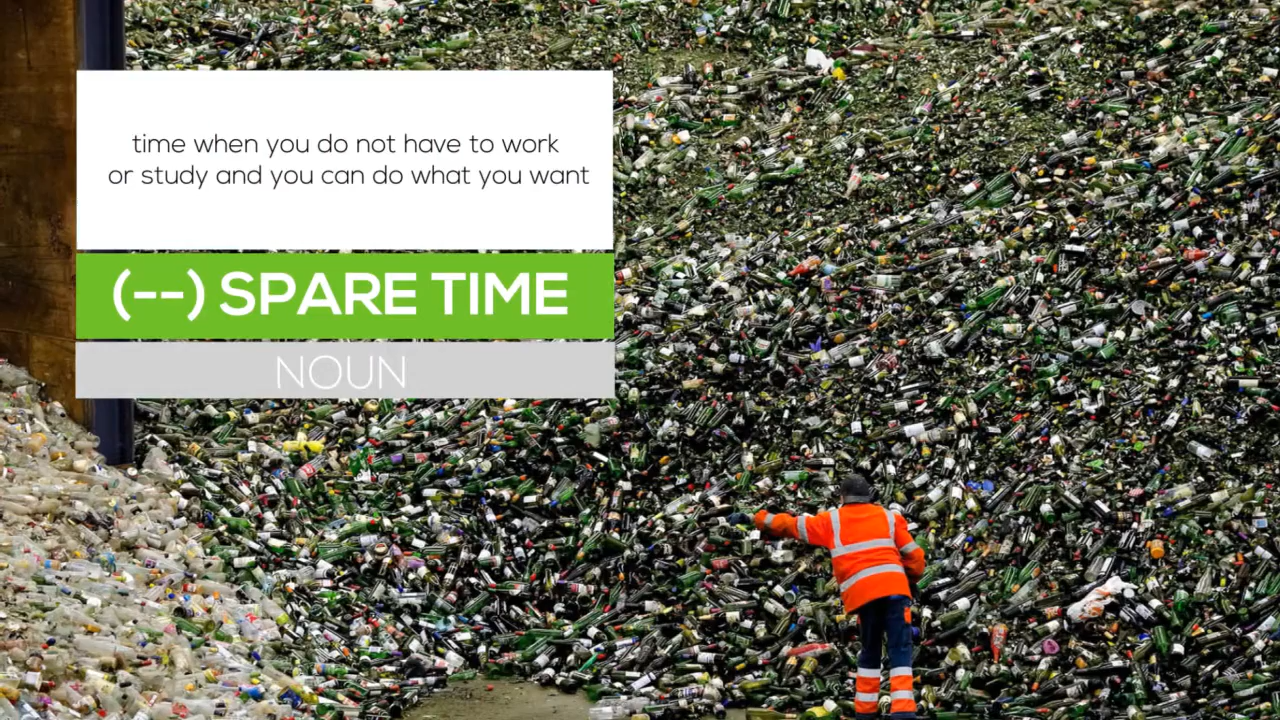 time when you do not have to work
or study and you can do what you want
(--) SPARE TIME
NOUN